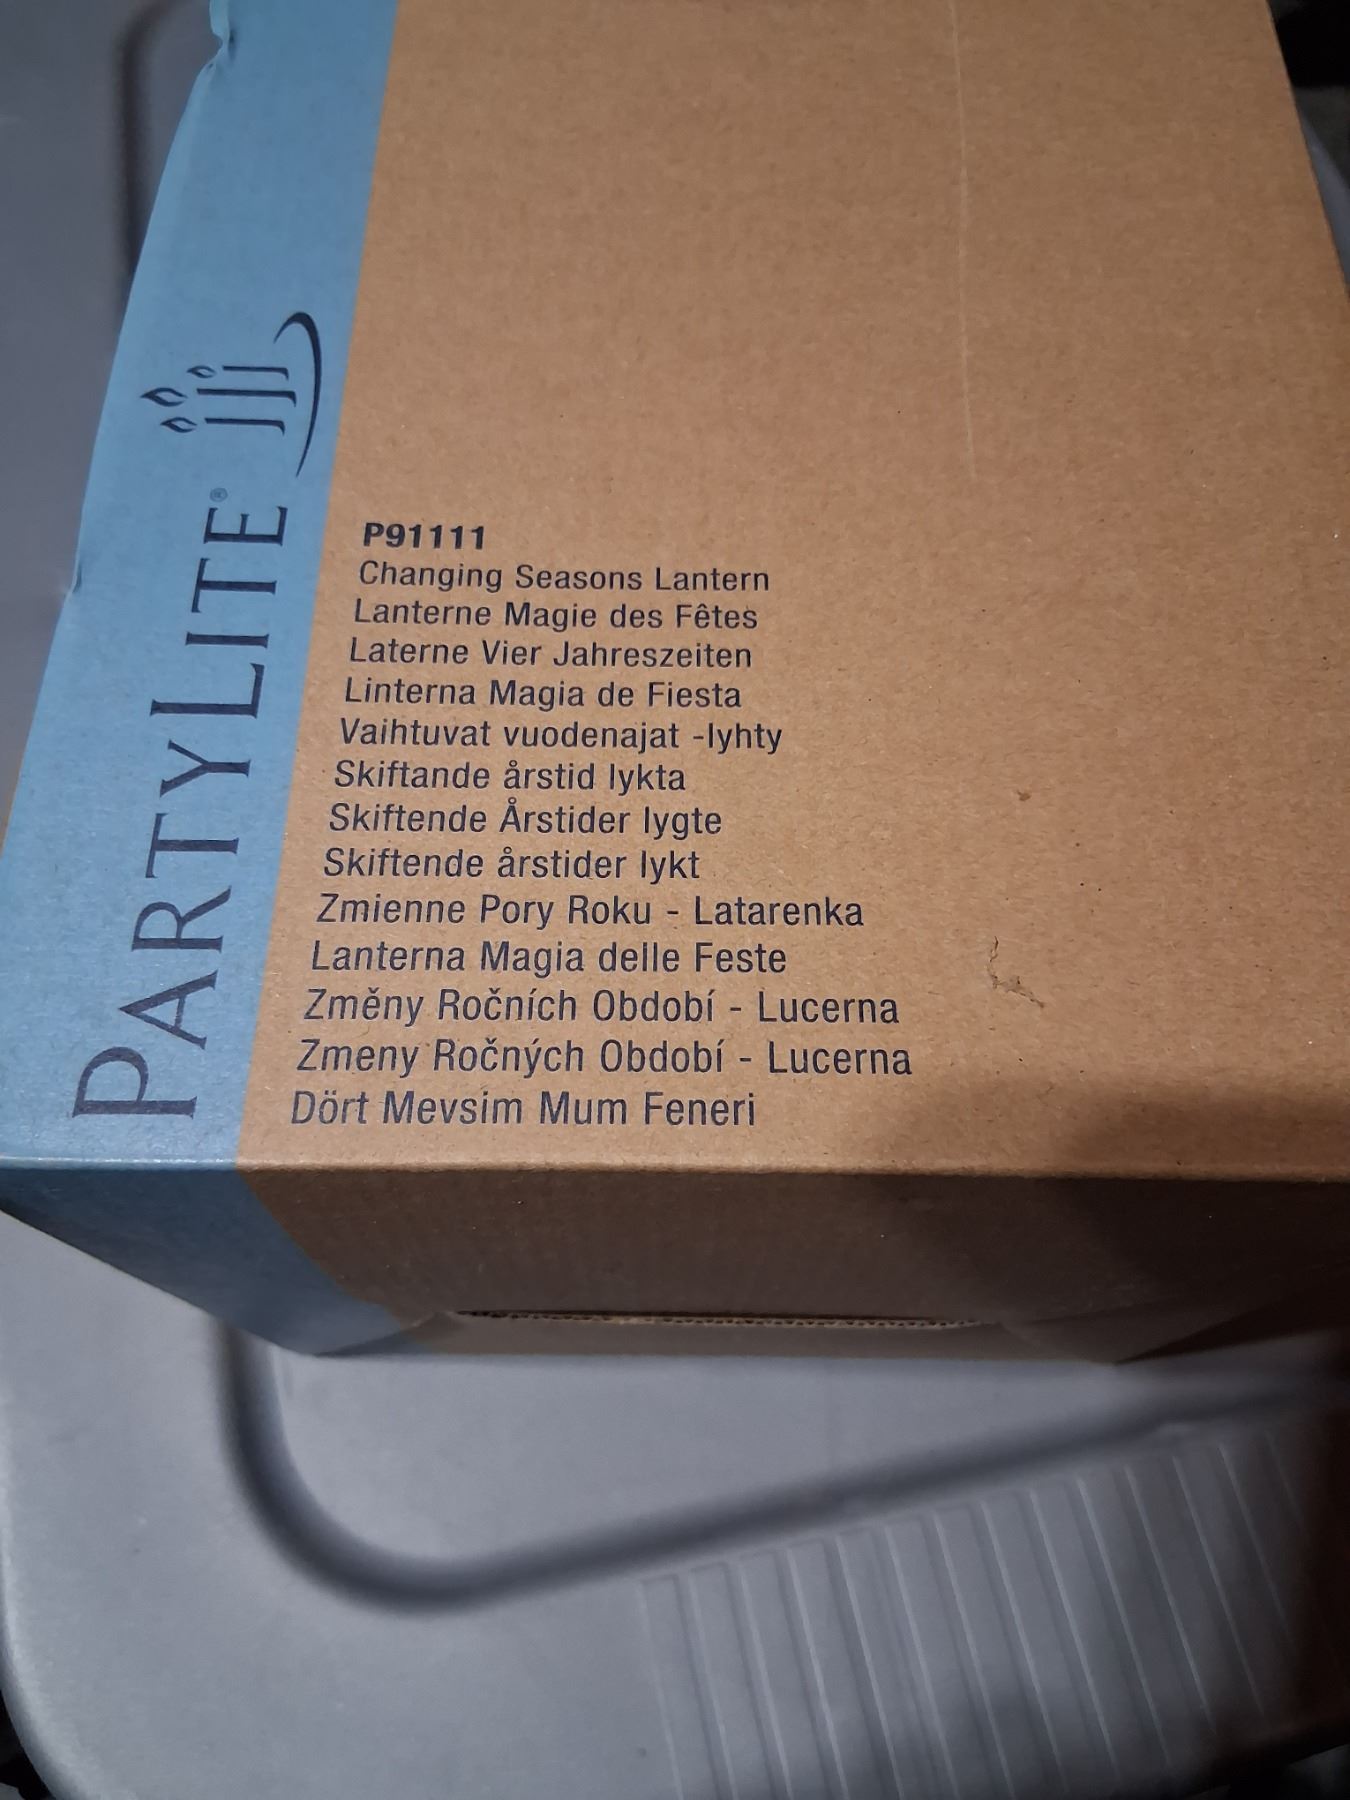 PARTYLITE®
P91111
Changing Seasons Lantern
Lanterne Magie des Fêtes
Laterne Vier Jahreszeiten
Linterna Magia de Fiesta
Vaihtuvat vuodenajat -lyhty
Skiftande årstid lykta
Skiftende Årstider lygte
Skiftende årstider lykt
Zmienne Pory Roku - Latarenka
Lanterna Magia delle Feste
Změny Ročních Období - Lucerna
Zmeny Ročných Období - Lucerna
Dört Mevsim Mum Feneri